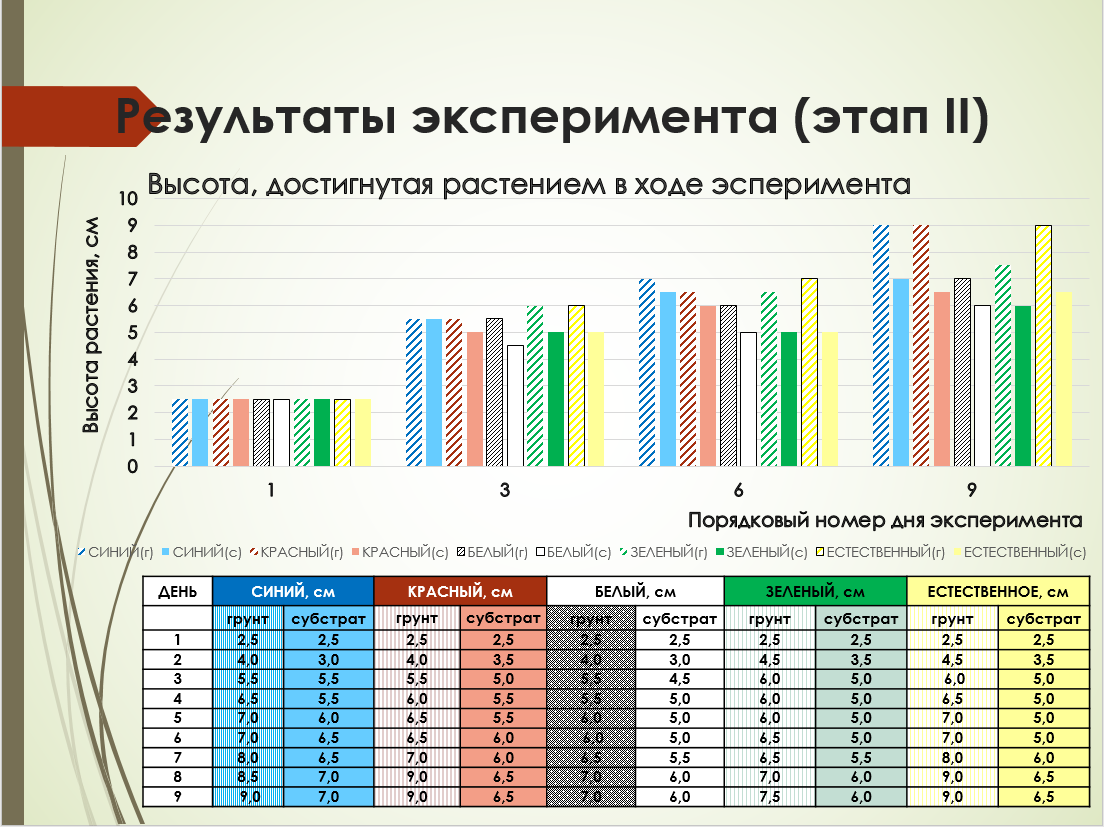 Результаты эксперимента (этап II)
Высота, достигнутая растением в ходе эсперимента
Высота растения, см
10
9
8
7
6
5
4
3
2
1
0
1 3 6 9
Порядковый номер дня эксперимента
СИНИЙ(г) СИНИЙ(с) КРАСНЫЙ(г) КРАСНЫЙ(с) БЕЛЫЙ(г) БЕЛЫЙ(с) ЗЕЛЕНЫЙ(г) ЗЕЛЕНЫЙ(с) ЕСТЕСТВЕННЫЙ(г) ЕСТЕСТВЕННЫЙ(с)
ДЕНЬ СИНИЙ, см КРАСНЫЙ, см БЕЛЫЙ, см ЗЕЛЕНЫЙ, см ЕСТЕСТВЕННОЕ, см
грунт субстрат грунт субстрат грунт субстрат грунт субстрат грунт субстрат
1 2,5 2,5 2,5 2,5 2,5 2,5 2,5 2,5 2,5 2,5
2 4,0 3,0 4,0 3,5 4,0 3,0 4,5 3,5 4,5 3,5
3 5,5 5,5 5,5 5,0 5,5 4,5 6,0 5,0 6,0 5,0
4 6,5 5,5 6,0 5,5 5,5 5,0 6,0 5,0 6,5 5,0
5 7,0 6,0 6,5 5,5 6,0 5,0 6,0 5,0 7,0 5,0
6 7,0 6,5 6,5 6,0 6,0 5,0 6,5 5,0 7,0 5,0
7 8,0 6,5 7,0 6,0 6,5 5,5 6,5 5,5 8,0 6,0
8 8,5 7,0 9,0 6,5 7,0 6,0 7,0 6,0 9,0 6,5
9 9,0 7,0 9,0 6,5 7,0 6,0 7,5 6,0 9,0 6,5